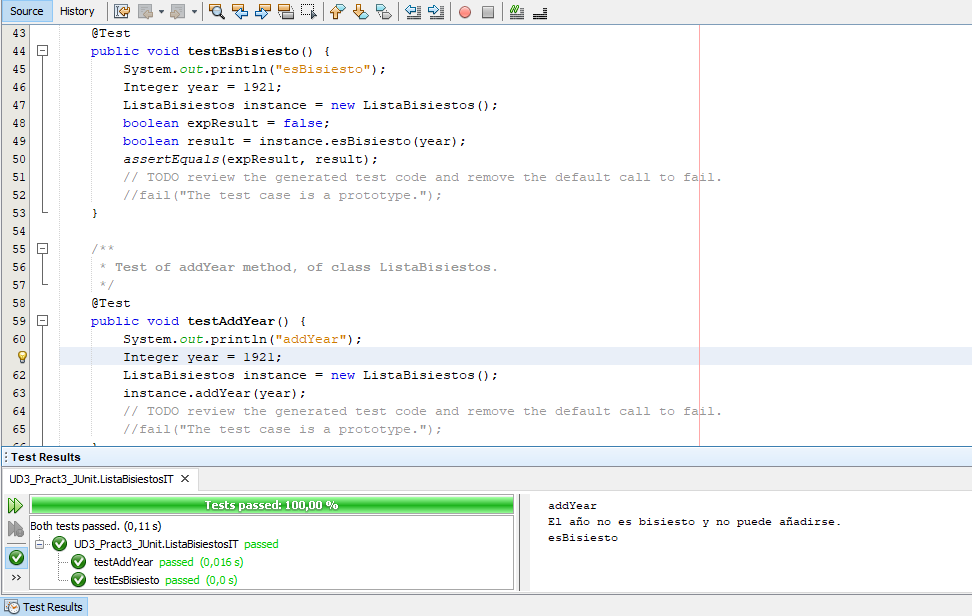 Source History
43 @Test
44 public void testEsBisiesto() {
45 System.out.println("esBisiesto");
46 Integer year = 1921;
47 ListaBisiestos instance = new ListaBisiestos();
48 boolean expResult = false;
49 boolean result = instance.esBisiesto(year);
50 assertEquals(expResult, result);
51 // TODO review the generated test code and remove the default call to fail.
52 //fail("The test case is a prototype.");
53 }
54
55 /**
56 * Test of addYear method, of class ListaBisiestos.
57 */
58 @Test
59 public void testAddYear() {
60 System.out.println("addYear");
Integer year = 1921;
62 ListaBisiestos instance = new ListaBisiestos();
63 instance.addYear(year);
64 // TODO review the generated test code and remove the default call to fail.
65 //fail("The test case is a prototype.");
Test Results
UD3_Pract3_JUnit.ListaBisiestosIT
Tests passed: 100,00 %
Both tests passed. (0,11 s)
UD3_Pract3_JUnit.ListaBisiestosIT passed
testAddYear passed (0,016 s)
testEsBisiesto passed (0,0 s)
addYear
El año no es bisiesto y no puede añadirse.
esBisiesto
Test Results